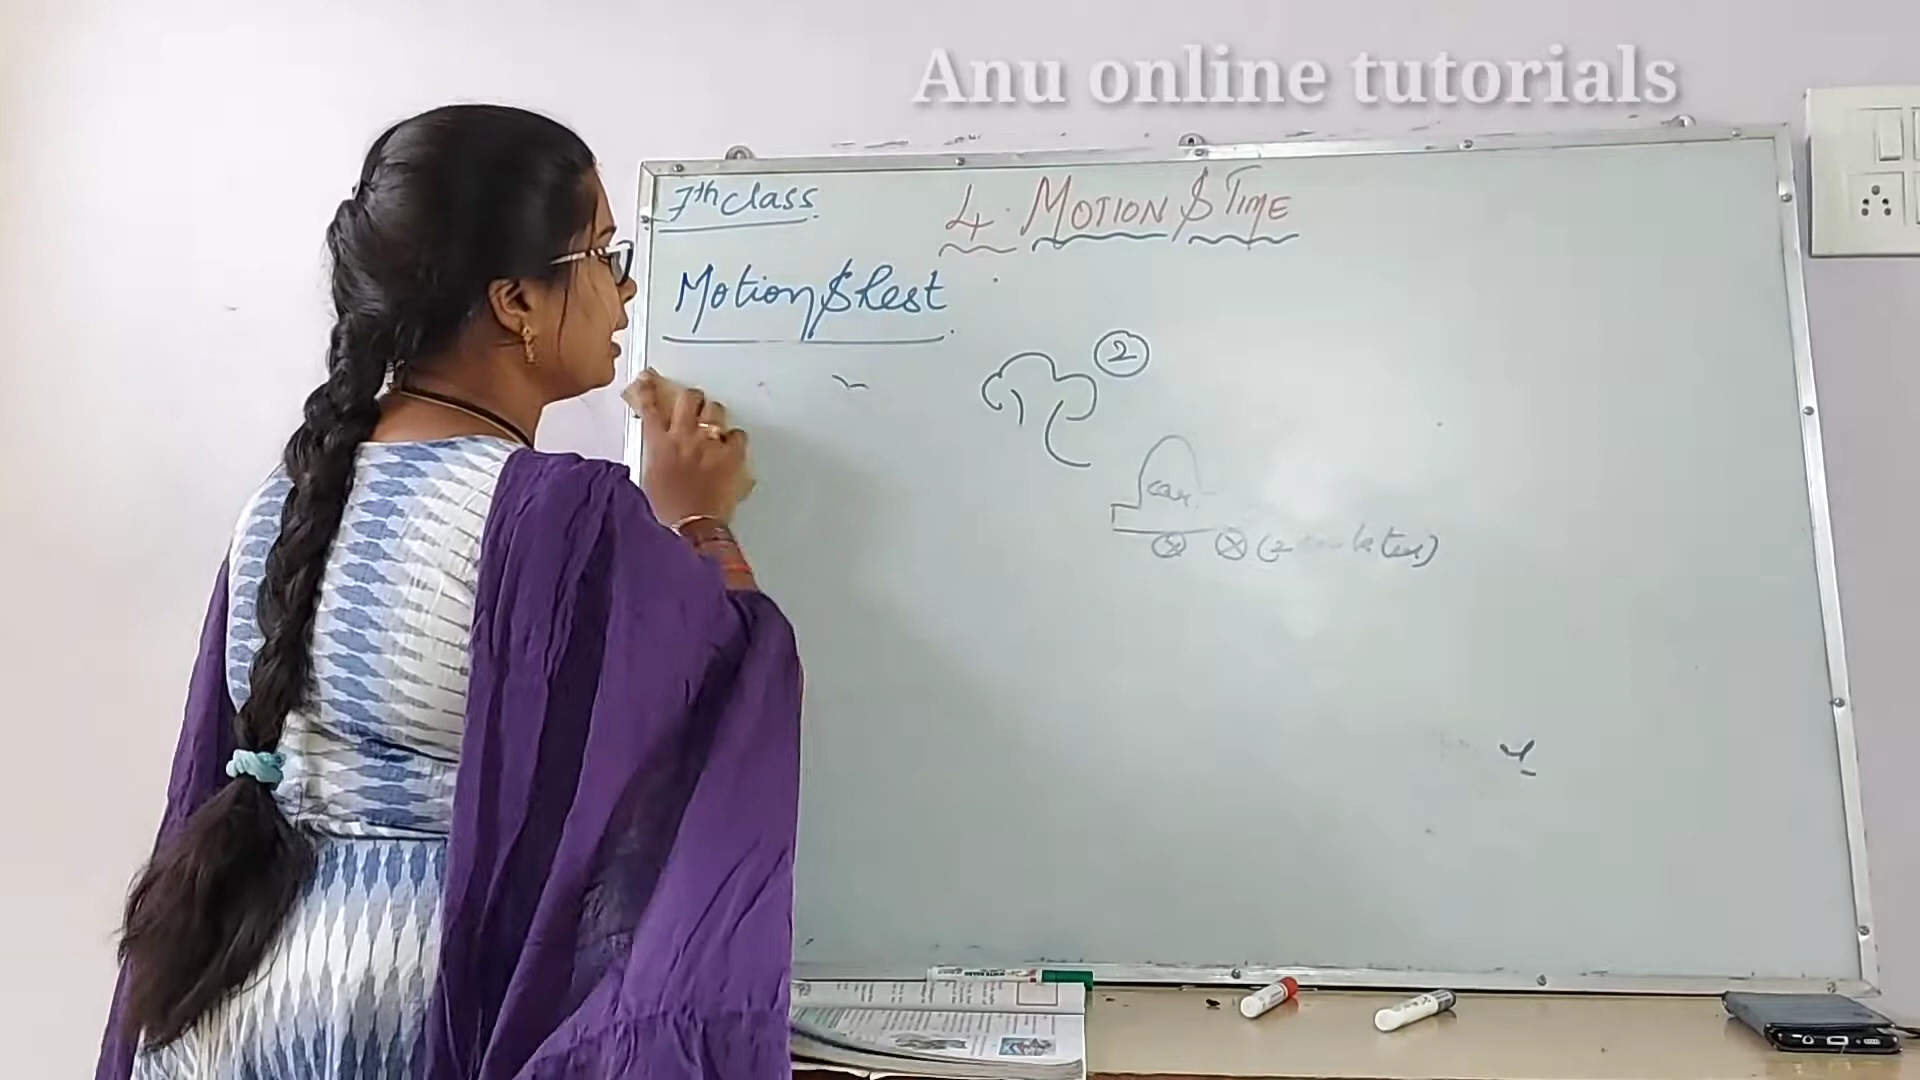 Anu online tutorials
7th class
4. MOTION & TIME
Motion & Rest
2
car